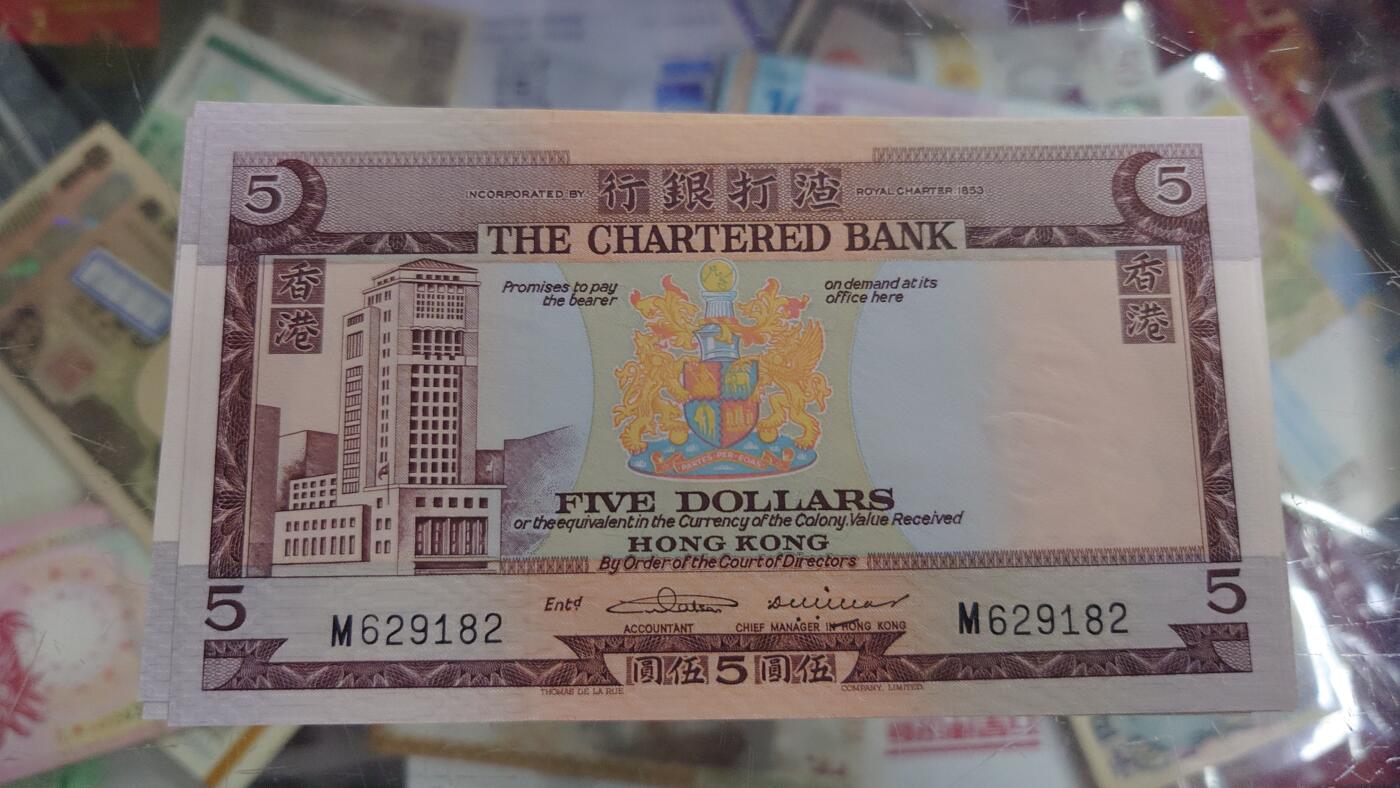 5 INCORPORATED BY 行銀打渣 ROYAL CHARTER 1853 5
THE CHARTERED BANK
香港
香港
Promises to pay
the bearer
on demand at its
office here
PARTES·PER·EOAS
FIVE DOLLARS
or the equivalent in the Currency of the Colony. Value Received
HONG KONG
By Order of the Court of Directors
5 5
M629182
Entd
ACCOUNTANT
CHIEF MANAGER IN HONG KONG
M629182
圓伍5圓伍
THOMAS DE LA RUE
COMPANY, LIMITED.